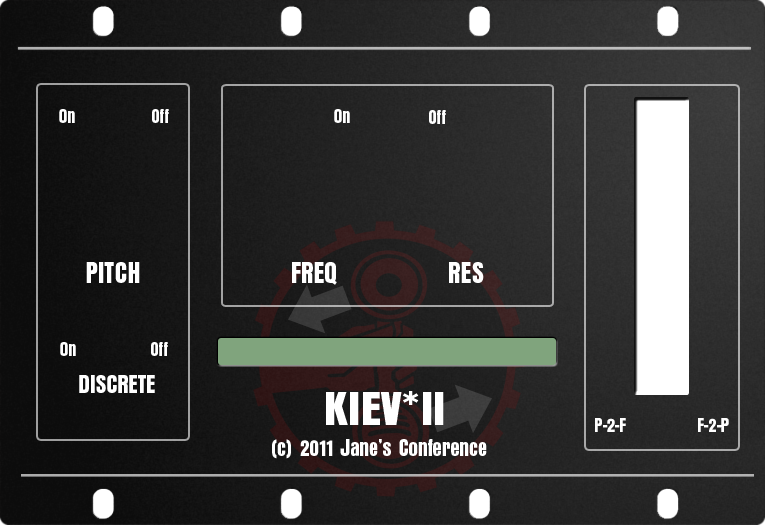 On Off
PITCH
On Off
DISCRETE
On Off
FREQ RES
KIEV*II
(c) 2011 Jane's Conference
P-2-F F-2-P